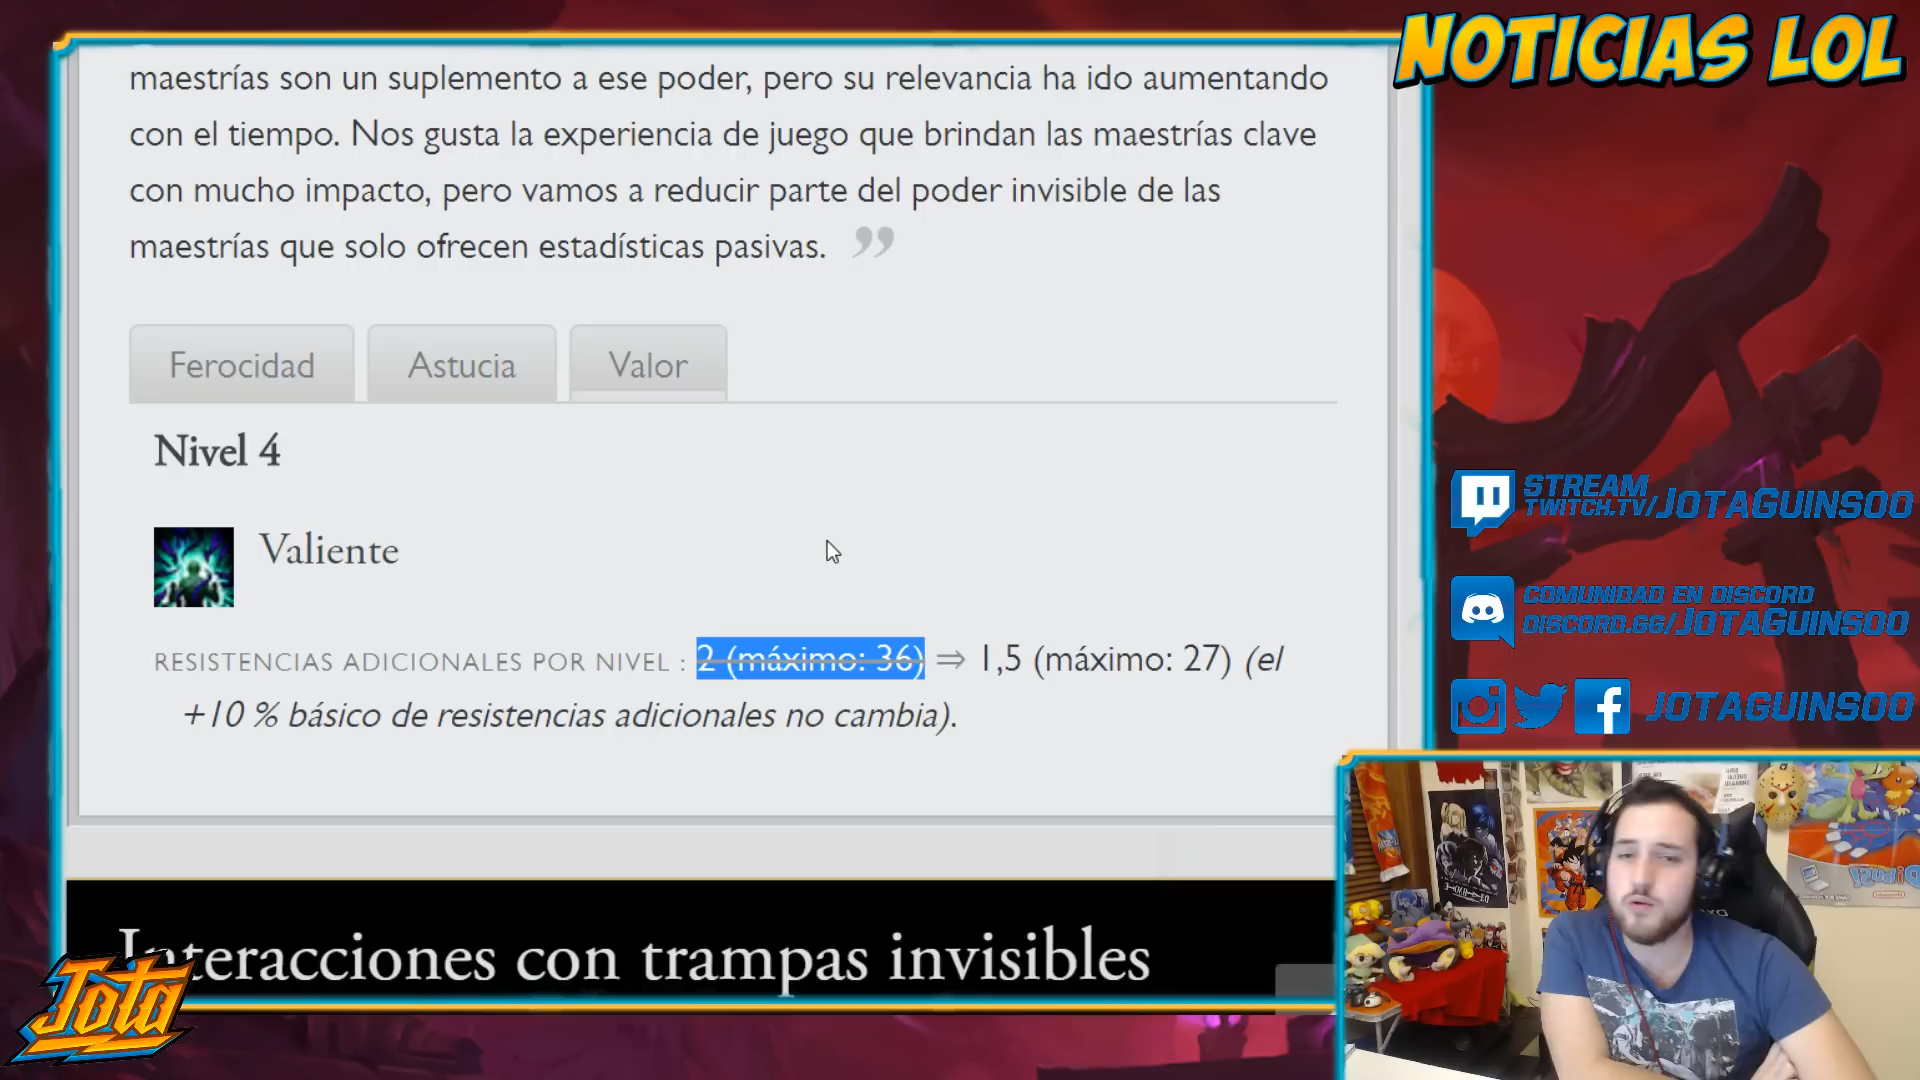 NOTICIAS LOL
maestrías son un suplemento a ese poder, pero su relevancia ha ido aumentando
con el tiempo. Nos gusta la experiencia de juego que brindan las maestrías clave
con mucho impacto, pero vamos a reducir parte del poder invisible de las
maestrías que solo ofrecen estadísticas pasivas. ”
Ferocidad
Astucia
Valor
Nivel 4
Valiente
RESISTENCIAS ADICIONALES POR NIVEL : 2 (máximo: 36) ⇒ 1,5 (máximo: 27) (el
+10 % básico de resistencias adicionales no cambia).
Interacciones con trampas invisibles
Jota
STREAM
TWITCH.TV/JOTAGUINSOO
COMUNIDAD EN DISCORD
DISCORD.GG/JOTAGUINSOO
JOTAGUINSOO